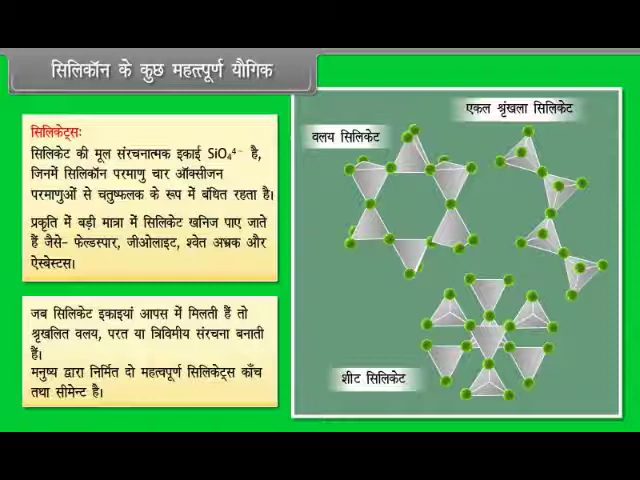 सिलिकॉन के कुछ महत्त्पूर्ण यौगिक
सिलिकेट्सः
सिलिकेट की मूल संरचनात्मक इकाई SiO₄⁴⁻ है,
जिनमें सिलिकॉन परमाणु चार ऑक्सीजन
परमाणुओं से चतुष्फलक के रूप में बंधित रहता है।
प्रकृति में बड़ी मात्रा में सिलिकेट खनिज पाए जाते
हैं जैसे- फेल्डस्पार, जीओलाइट, श्वेत अभ्रक और
ऐस्बेस्टस।
जब सिलिकेट इकाइयां आपस में मिलती हैं तो
श्रृखलित वलय, परत या त्रिविमीय संरचना बनाती
हैं।
मनुष्य द्वारा निर्मित दो महत्वपूर्ण सिलिकेट्स काँच
तथा सीमेन्ट है।
एकल श्रृंखला सिलिकेट
वलय सिलिकेट
शीट सिलिकेट